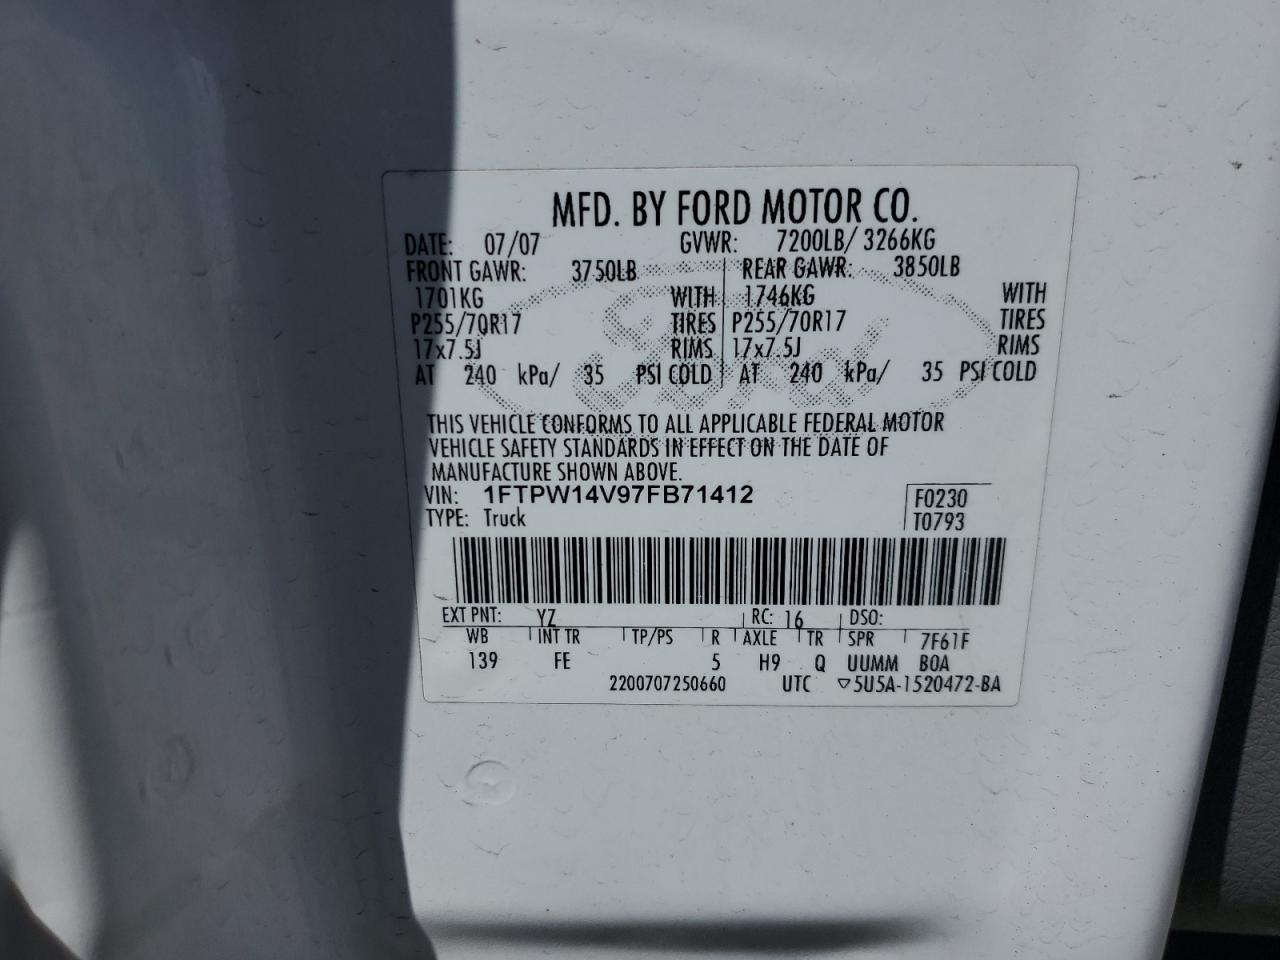 MFD. BY FORD MOTOR CO.
DATE: 07/07 GVWR: 7200LB/ 3266KG
FRONT GAWR: 3750LB REAR GAWR: 3850LB
1701KG WITH 1746KG WITH
P255/70R17 TIRES P255/70R17 TIRES
17x7.5J RIMS 17x7.5J RIMS
AT 240 kPa/ 35 PSI COLD AT 240 kPa/ 35 PSI COLD
Ford
THIS VEHICLE CONFORMS TO ALL APPLICABLE FEDERAL MOTOR
VEHICLE SAFETY STANDARDS IN EFFECT ON THE DATE OF
MANUFACTURE SHOWN ABOVE.
VIN: 1FTPW14V97FB71412 F0230
TYPE: Truck T0793
EXT PNT: YZ RC: 16 DSO:
WB INT TR TP/PS R AXLE TR SPR 7F61F
139 FE 5 H9 Q UUMM BOA
2200707250660 UTC ▽5U5A-1520472-BA